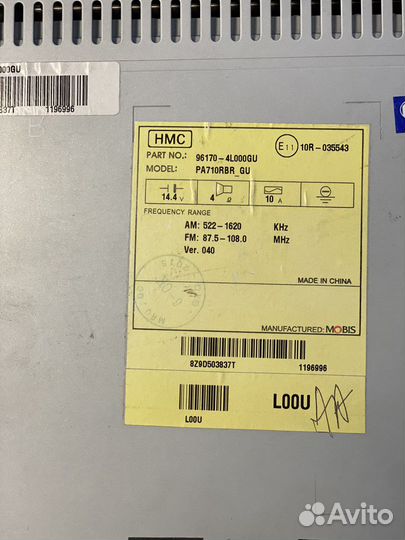 000GU
837T 1196996
HMC
E11 10R-035543
PART NO.: 96170-4L000GU
MODEL: PA710RBR_GU
14.4 V
4 Ω
10 A
FREQUENCY RANGE
AM: 522-1620 KHz
FM: 87.5-108.0 MHz
Ver. 040
MADE IN CHINA
MANUFACTURED: MOBIS
8Z9D503837T 1196996
L00U
L00U
Avito